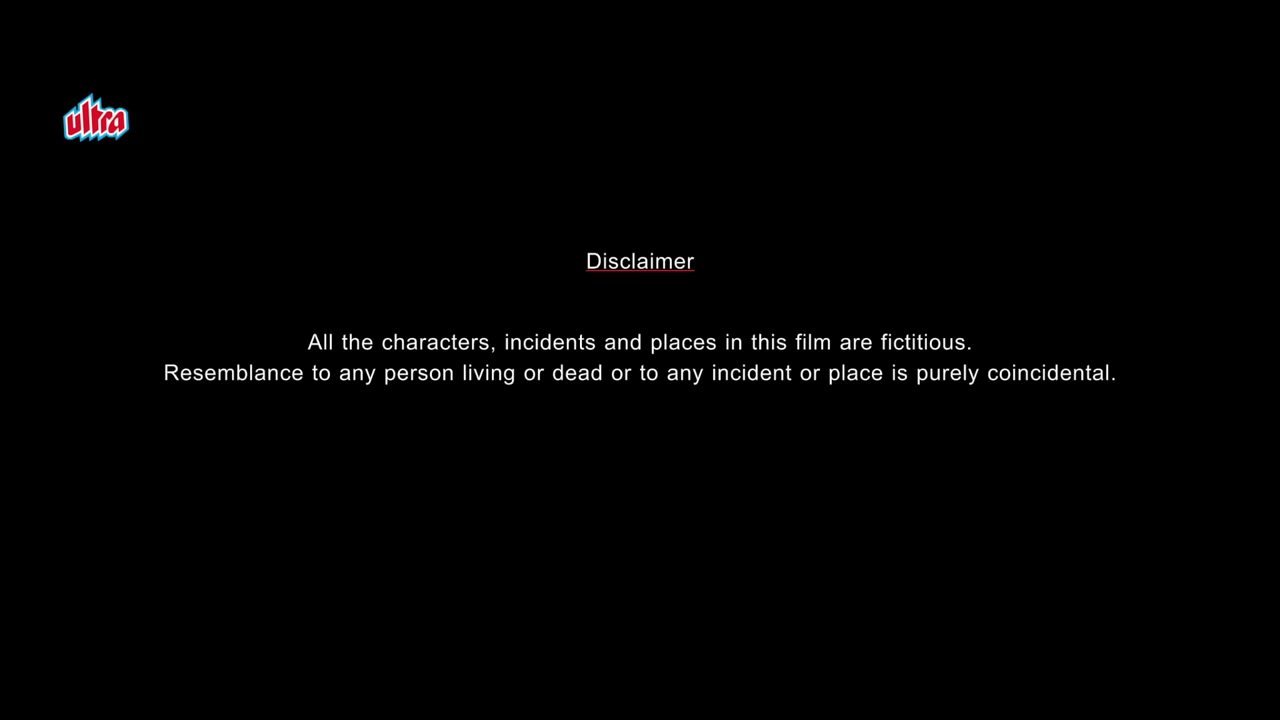 ultra
Disclaimer
All the characters, incidents and places in this film are fictitious.
Resemblance to any person living or dead or to any incident or place is purely coincidental.